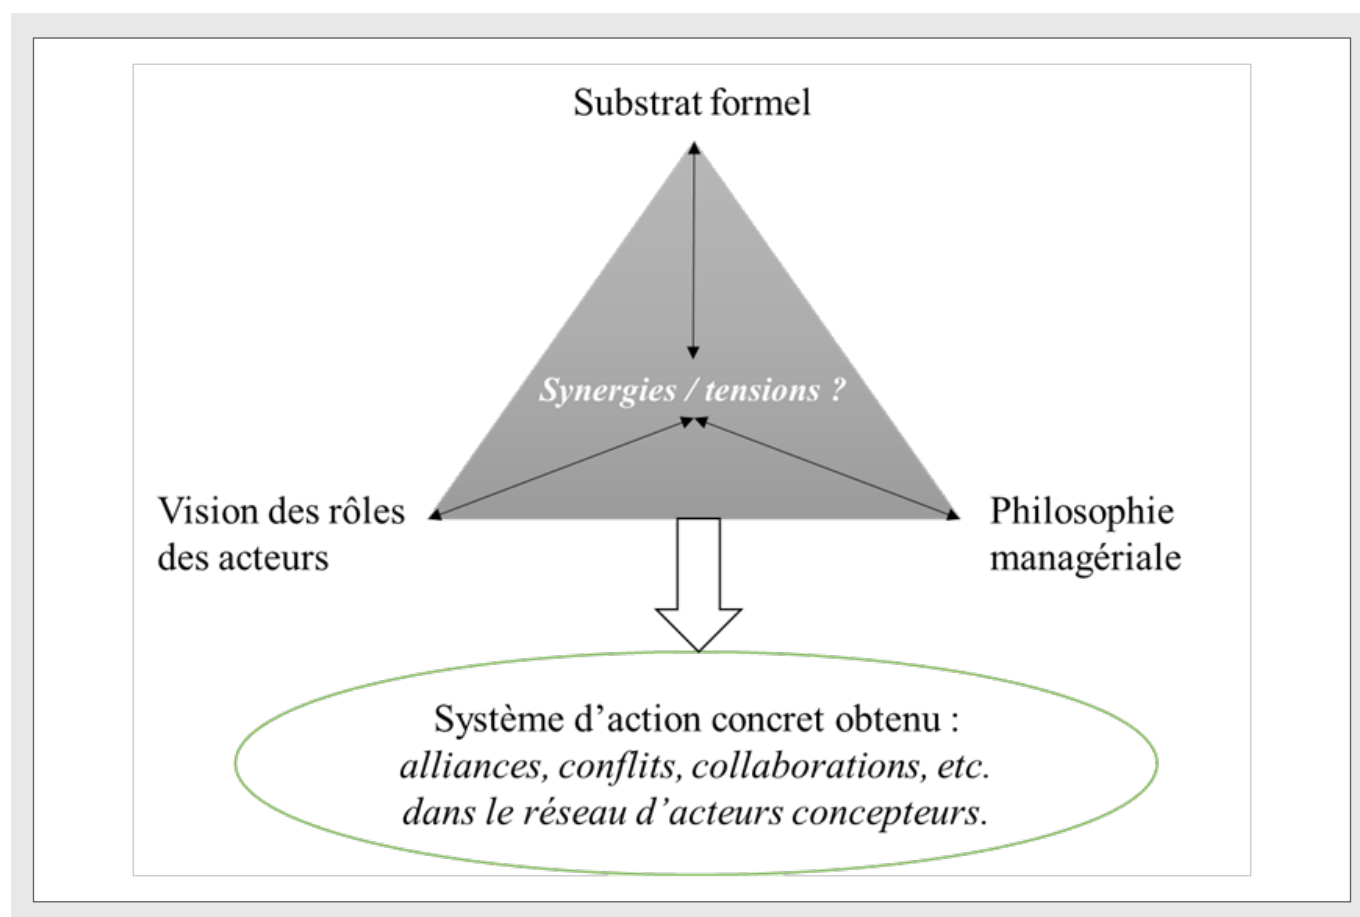 Substrat formel
Synergies / tensions ?
Vision des rôles
des acteurs
Philosophie
managériale
Système d’action concret obtenu :
alliances, conflits, collaborations, etc.
dans le réseau d’acteurs concepteurs.